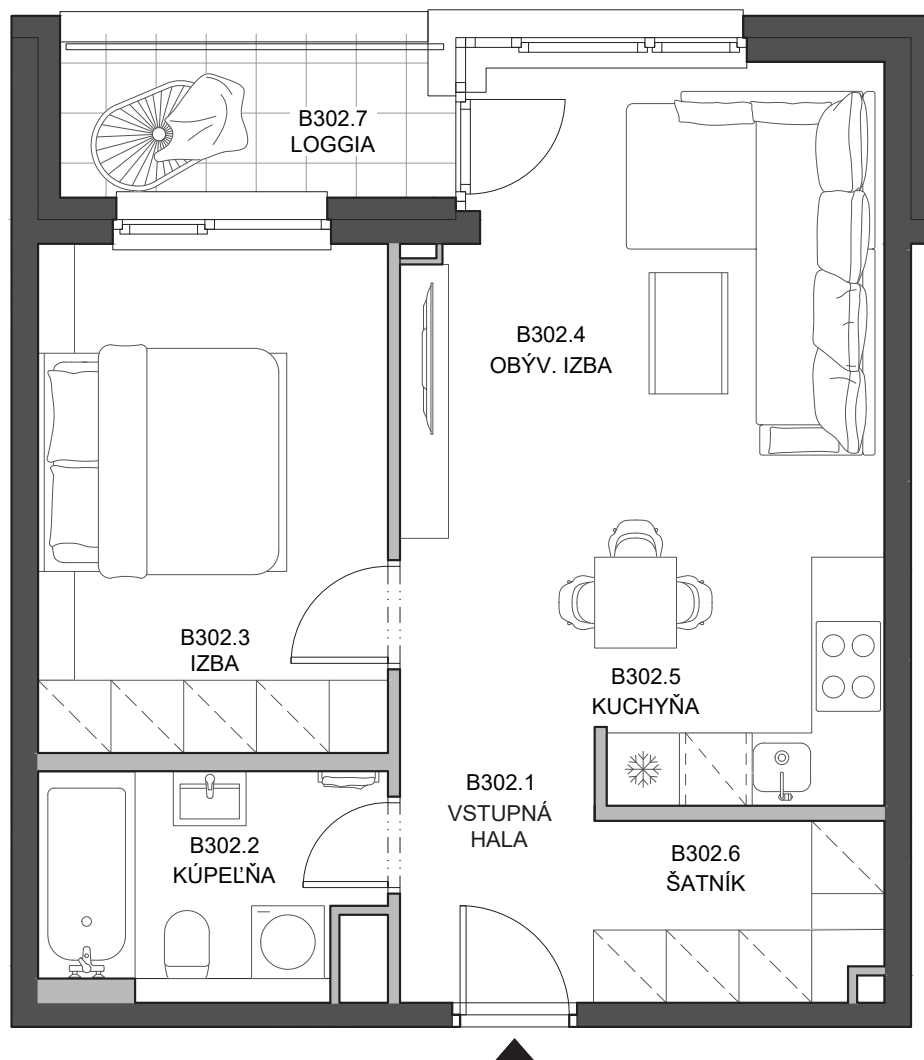 B302.7
LOGGIA
B302.4
OBÝV. IZBA
B302.3
IZBA
B302.5
KUCHYŇA
B302.1
VSTUPNÁ
HALA
B302.2
KÚPEĽŇA
B302.6
ŠATNÍK